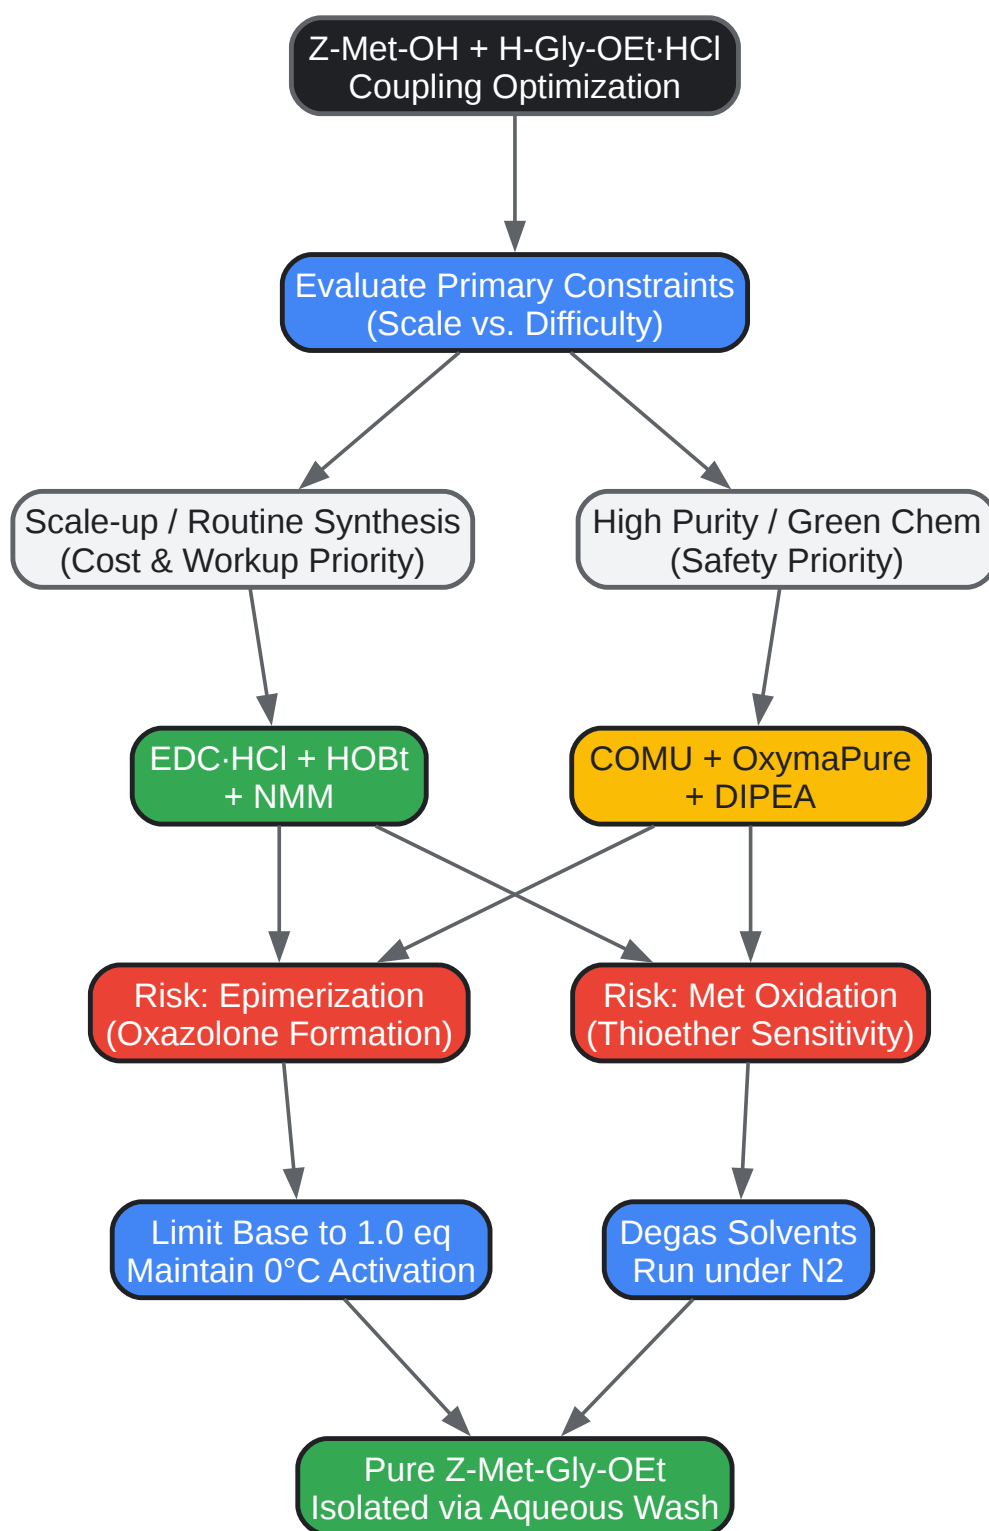 Z-Met-OH + H-Gly-OEt·HCl
Coupling Optimization
Evaluate Primary Constraints
(Scale vs. Difficulty)
Scale-up / Routine Synthesis
(Cost & Workup Priority)
High Purity / Green Chem
(Safety Priority)
EDC·HCl + HOBt
+ NMM
COMU + OxymaPure
+ DIPEA
Risk: Epimerization
(Oxazolone Formation)
Risk: Met Oxidation
(Thioether Sensitivity)
Limit Base to 1.0 eq
Maintain 0°C Activation
Degas Solvents
Run under N2
Pure Z-Met-Gly-OEt
Isolated via Aqueous Wash